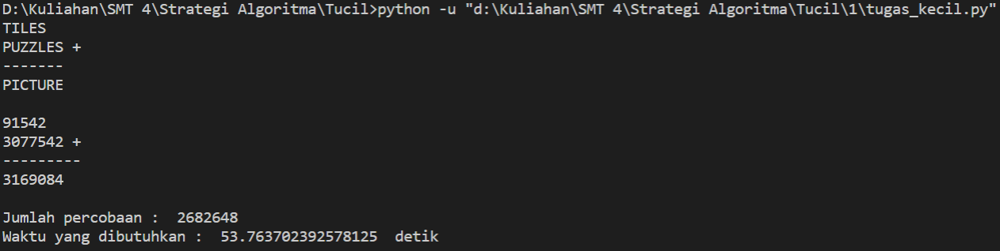 D:\Kuliahan\SMT 4\Strategi Algoritma\Tucil>python -u "d:\Kuliahan\SMT 4\Strategi Algoritma\Tucil\1\tugas_kecil.py"
TILES
PUZZLES +
-------
PICTURE
91542
3077542 +
---------
3169084
Jumlah percobaan :  2682648
Waktu yang dibutuhkan :  53.763702392578125  detik